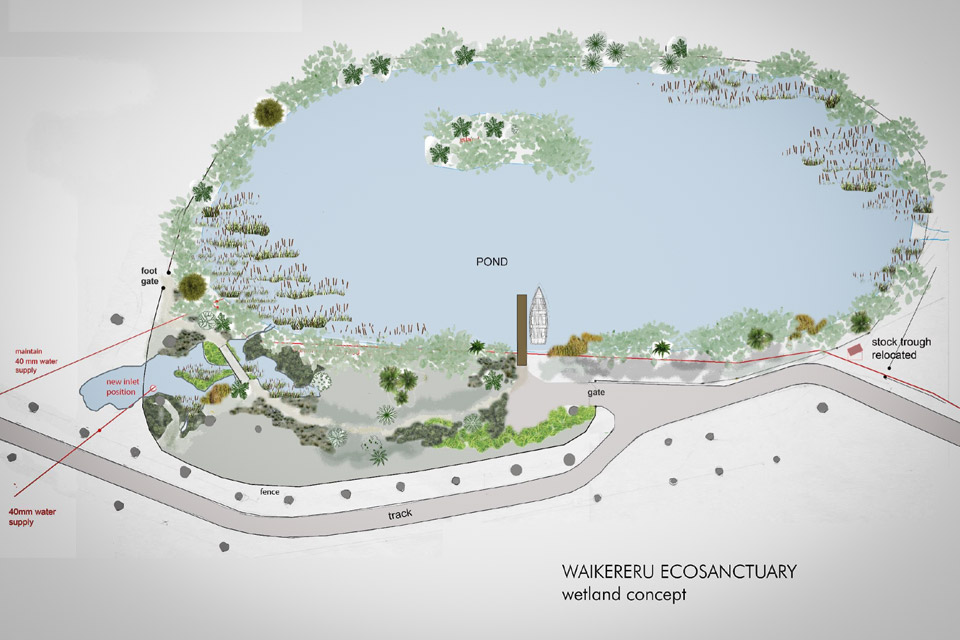 POND
foot
gate
maintain
40 mm water
supply
new inlet
position
stock trough
relocated
gate
fence
40mm water
supply
track
WAIKERERU ECOSANCTUARY
wetland concept